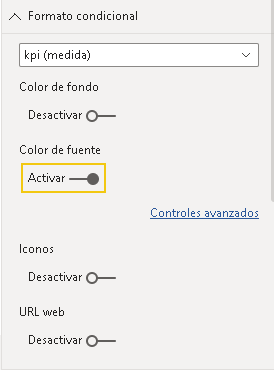 Formato condicional
kpi (medida)
Color de fondo
Desactivar
Color de fuente
Activar
Controles avanzados
Iconos
Desactivar
URL web
Desactivar